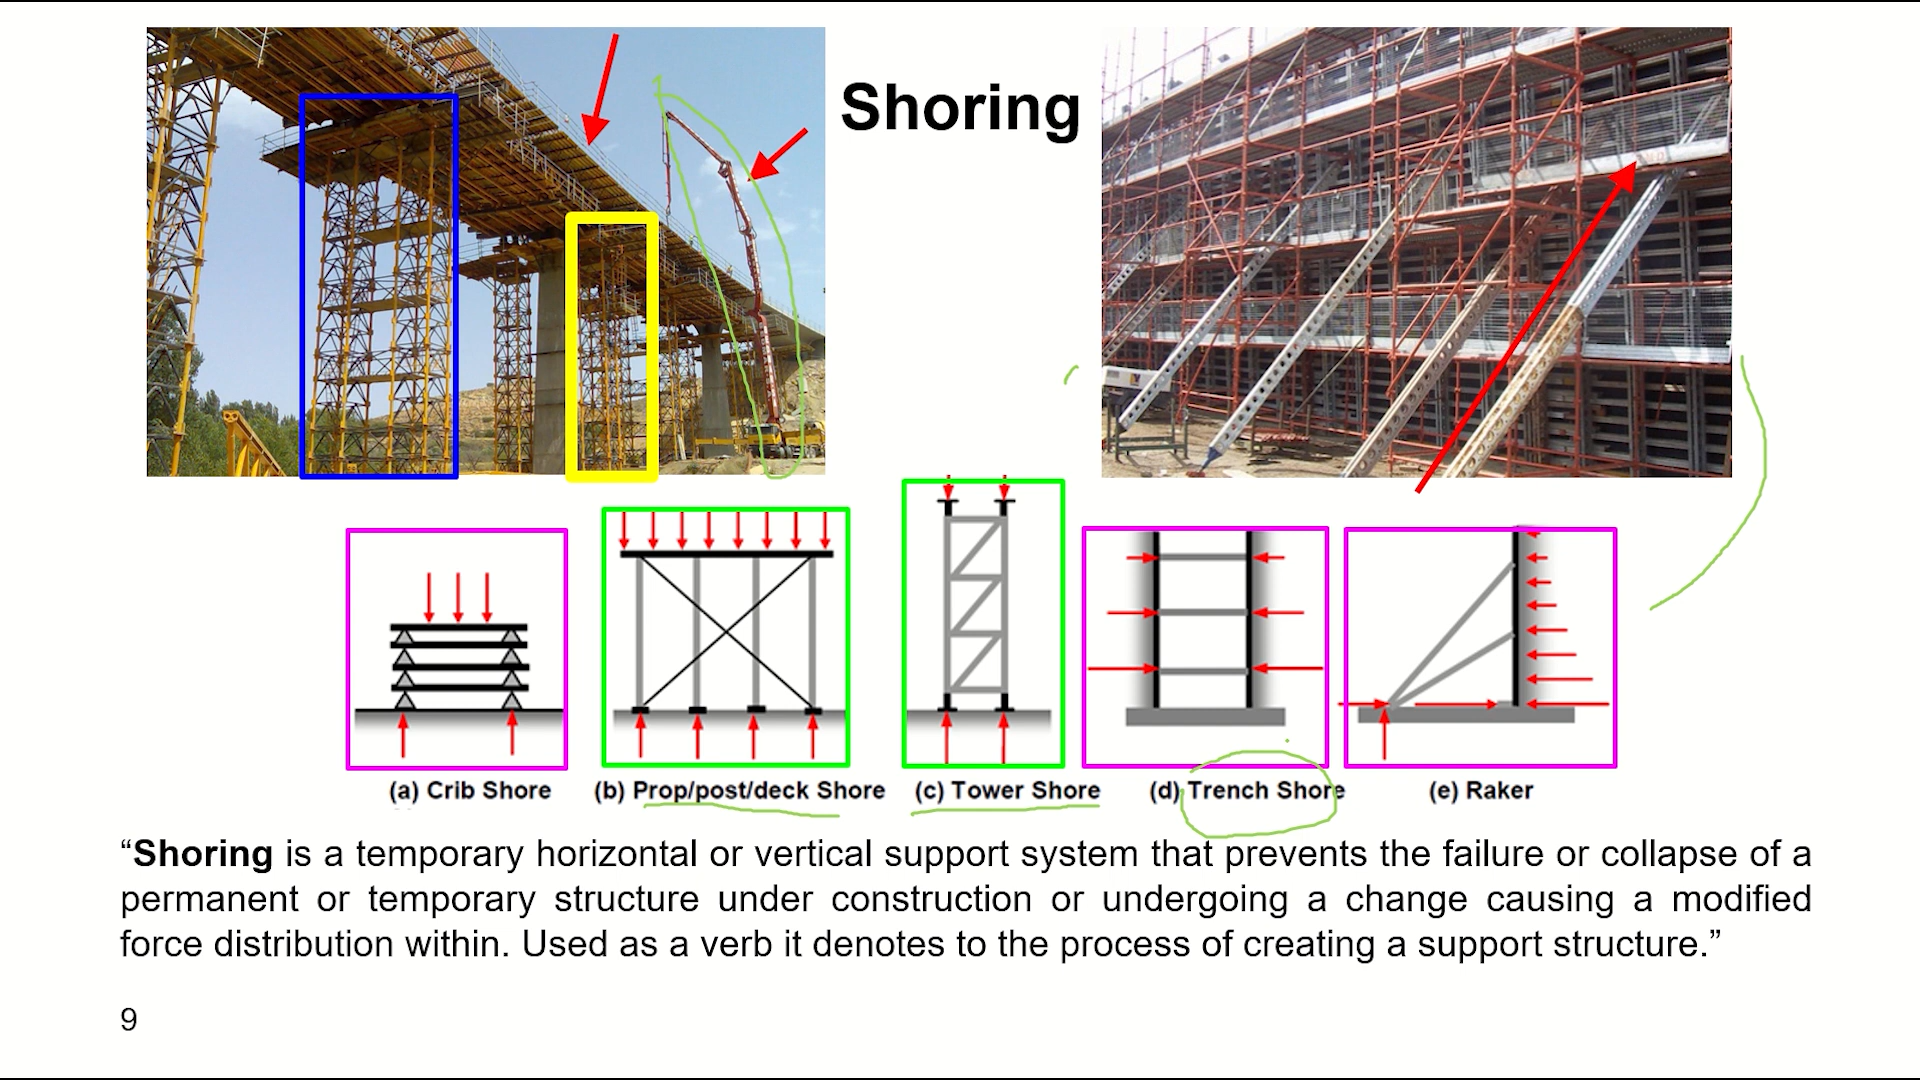 Shoring
(a) Crib Shore
(b) Prop/post/deck Shore
(c) Tower Shore
(d) Trench Shore
(e) Raker
“Shoring is a temporary horizontal or vertical support system that prevents the failure or collapse of a
permanent or temporary structure under construction or undergoing a change causing a modified
force distribution within. Used as a verb it denotes to the process of creating a support structure.”
9